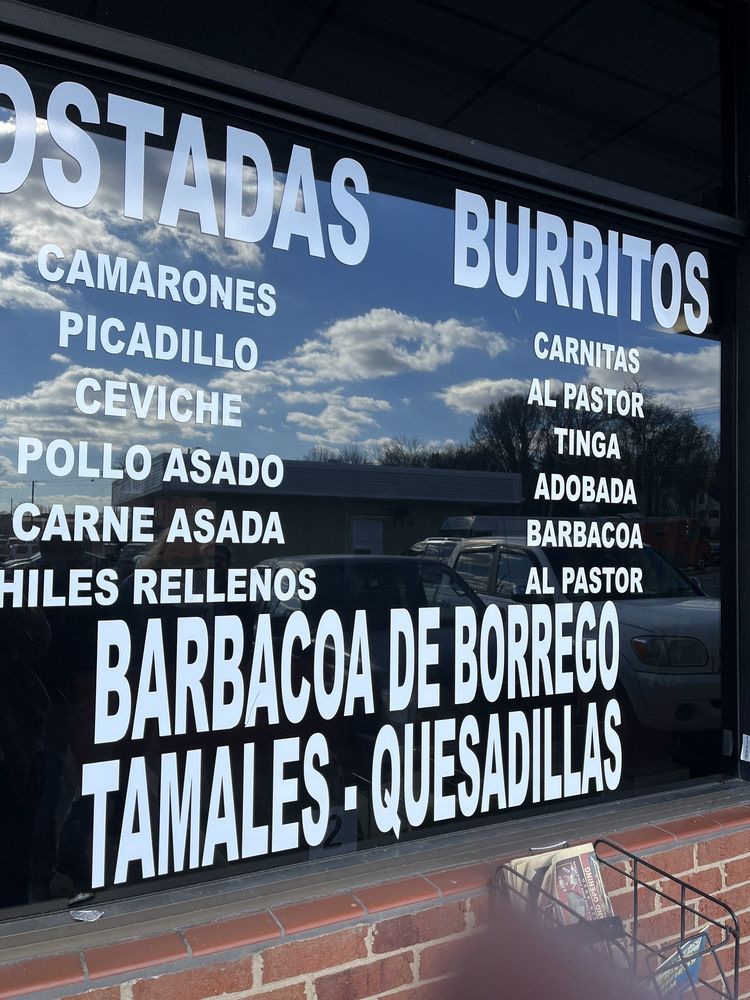 OSTADAS
CAMARONES
PICADILLO
CEVICHE
POLLO ASADO
CARNE ASADA
HILES RELLENOS
BURRITOS
CARNITAS
AL PASTOR
TINGA
ADOBADA
BARBACOA
AL PASTOR
BARBACOA DE BORREGO
TAMALES - QUESADILLAS